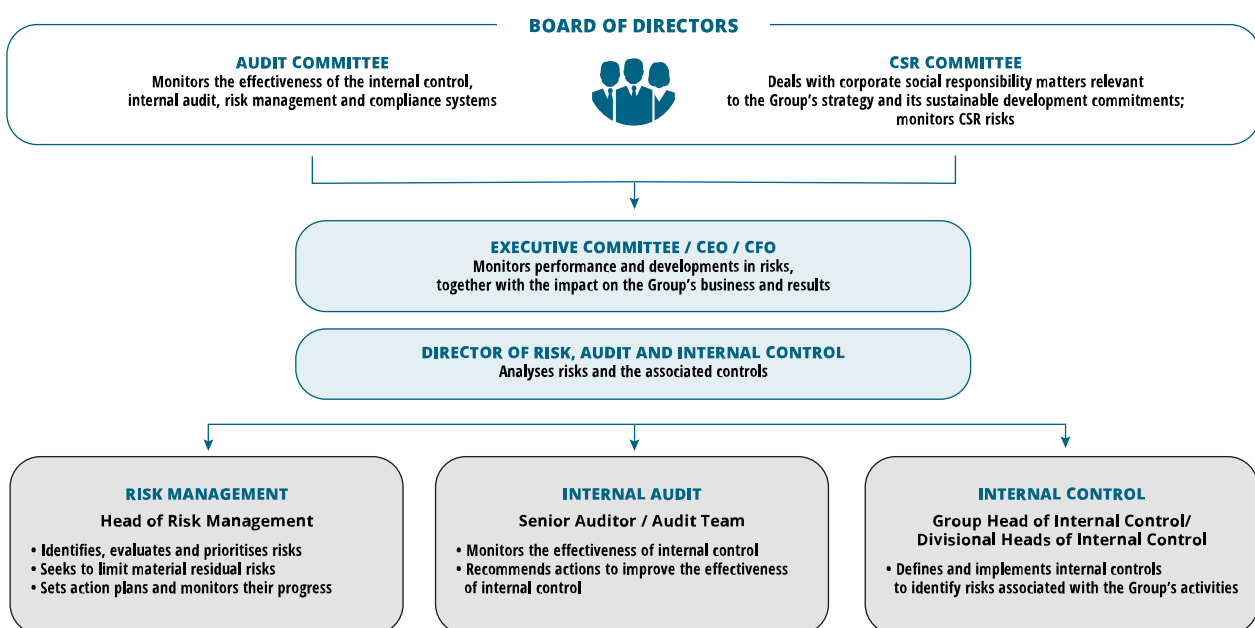 BOARD OF DIRECTORS
AUDIT COMMITTEE
Monitors the effectiveness of the internal control,
internal audit, risk management and compliance systems
CSR COMMITTEE
Deals with corporate social responsibility matters relevant
to the Group's strategy and its sustainable development commitments;
monitors CSR risks
EXECUTIVE COMMITTEE / CEO / CFO
Monitors performance and developments in risks,
together with the impact on the Group's business and results
DIRECTOR OF RISK, AUDIT AND INTERNAL CONTROL
Analyses risks and the associated controls
RISK MANAGEMENT
Head of Risk Management
• Identifies, evaluates and prioritises risks
• Seeks to limit material residual risks
• Sets action plans and monitors their progress
INTERNAL AUDIT
Senior Auditor / Audit Team
• Monitors the effectiveness of internal control
• Recommends actions to improve the effectiveness
of internal control
INTERNAL CONTROL
Group Head of Internal Control/
Divisional Heads of Internal Control
• Defines and implements internal controls
to identify risks associated with the Group's activities